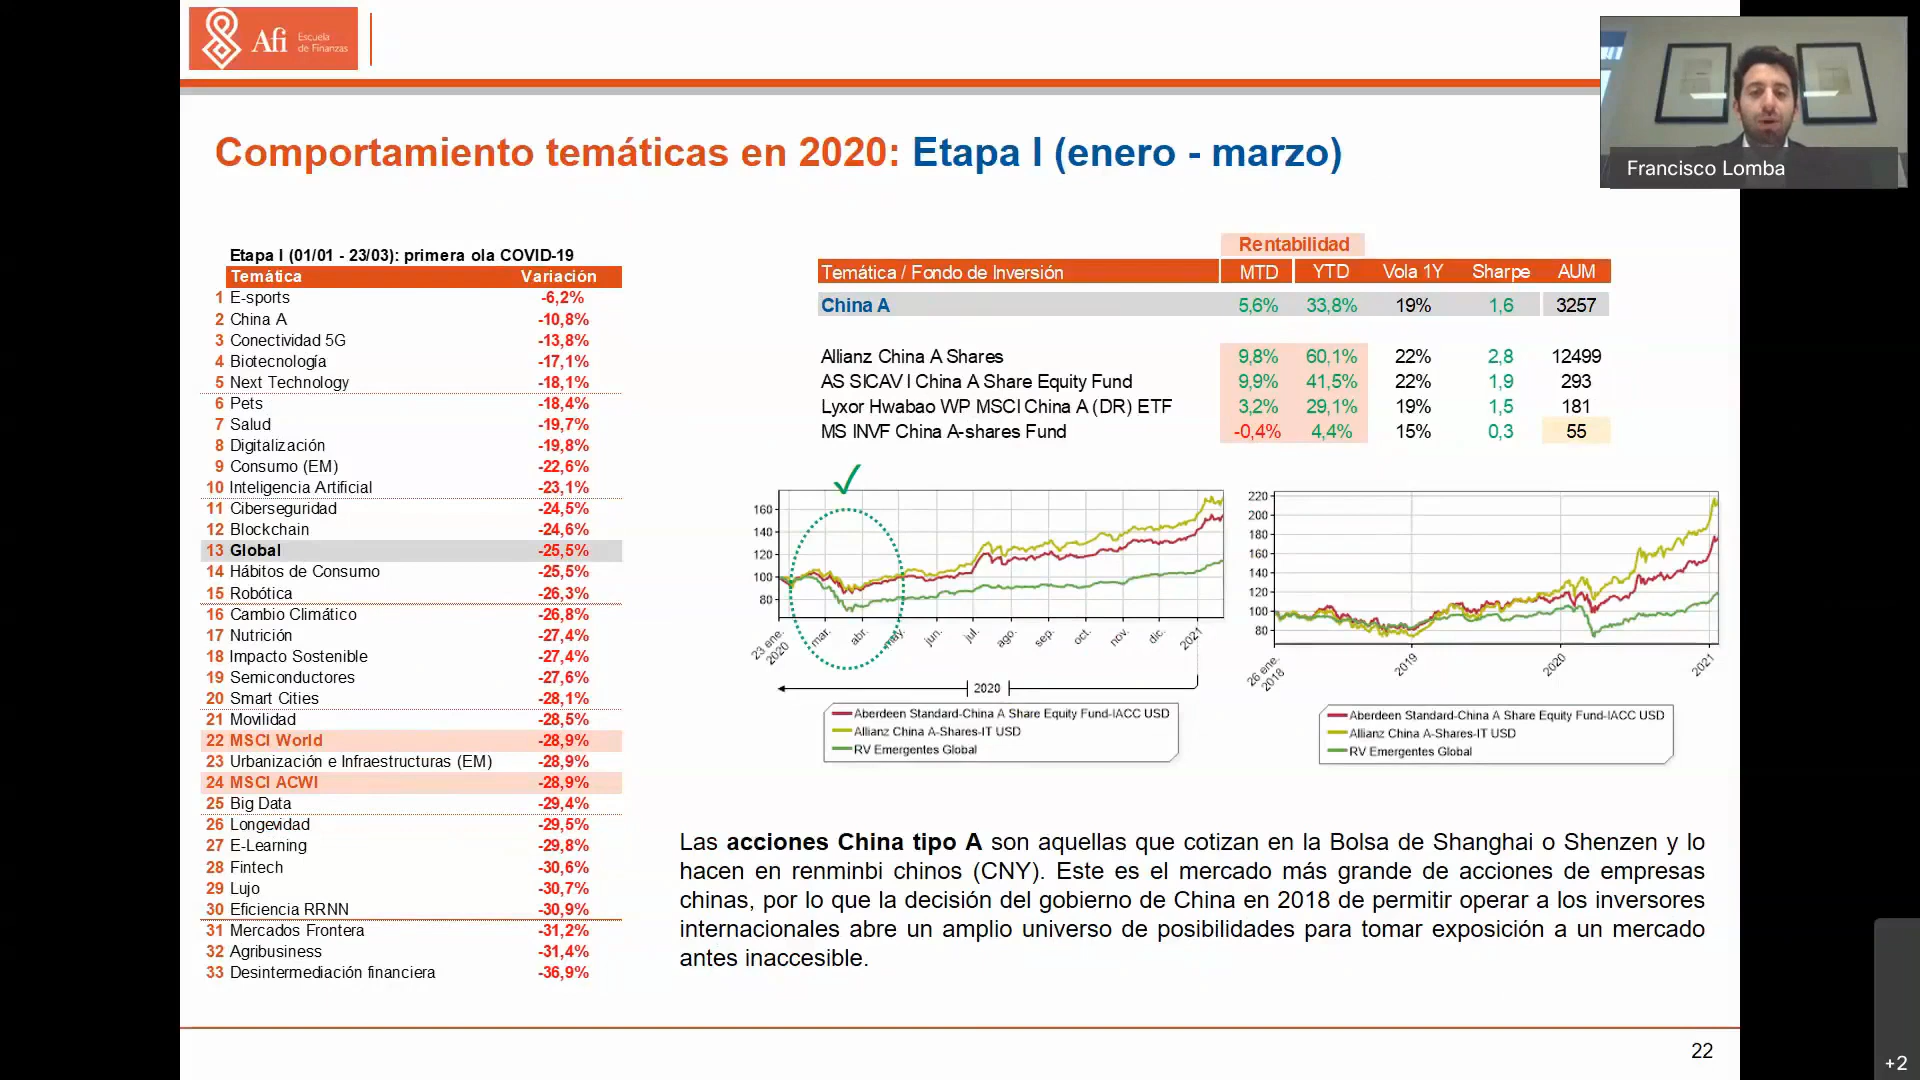 Afi Escuela de Finanzas
Francisco Lomba
Comportamiento temáticas en 2020: Etapa I (enero - marzo)
Etapa I (01/01 - 23/03): primera ola COVID-19
Temática Variación
1 E-sports -6,2%
2 China A -10,8%
3 Conectividad 5G -13,8%
4 Biotecnología -17,1%
5 Next Technology -18,1%
6 Pets -18,4%
7 Salud -19,7%
8 Digitalización -19,8%
9 Consumo (EM) -22,6%
10 Inteligencia Artificial -23,1%
11 Ciberseguridad -24,5%
12 Blockchain -24,6%
13 Global -25,5%
14 Hábitos de Consumo -25,5%
15 Robótica -26,3%
16 Cambio Climático -26,8%
17 Nutrición -27,4%
18 Impacto Sostenible -27,4%
19 Semiconductores -27,6%
20 Smart Cities -28,1%
21 Movilidad -28,5%
22 MSCI World -28,9%
23 Urbanización e Infraestructuras (EM) -28,9%
24 MSCI ACWI -28,9%
25 Big Data -29,4%
26 Longevidad -29,5%
27 E-Learning -29,8%
28 Fintech -30,6%
29 Lujo -30,7%
30 Eficiencia RRNN -30,9%
31 Mercados Frontera -31,2%
32 Agribusiness -31,4%
33 Desintermediación financiera -36,9%
Rentabilidad
Temática / Fondo de Inversión MTD YTD Vola 1Y Sharpe AUM
China A 5,6% 33,8% 19% 1,6 3257
Allianz China A Shares 9,8% 60,1% 22% 2,8 12499
AS SICAV I China A Share Equity Fund 9,9% 41,5% 22% 1,9 293
Lyxor Hwabao WP MSCI China A (DR) ETF 3,2% 29,1% 19% 1,5 181
MS INVF China A-shares Fund -0,4% 4,4% 15% 0,3 55
160
140
120
100
80
23 ene. 2020 mar. abr. may. jun. jul. ago. sep. oct. nov. dic. 2021
2020
Aberdeen Standard-China A Share Equity Fund-IACC USD
Allianz China A-Shares-IT USD
RV Emergentes Global
220
200
180
160
140
120
100
80
26 ene. 2018 2019 2020 2021
Aberdeen Standard-China A Share Equity Fund-IACC USD
Allianz China A-Shares-IT USD
RV Emergentes Global
Las acciones China tipo A son aquellas que cotizan en la Bolsa de Shanghai o Shenzen y lo
hacen en renminbi chinos (CNY). Este es el mercado más grande de acciones de empresas
chinas, por lo que la decisión del gobierno de China en 2018 de permitir operar a los inversores
internacionales abre un amplio universo de posibilidades para tomar exposición a un mercado
antes inaccesible.
22
+2